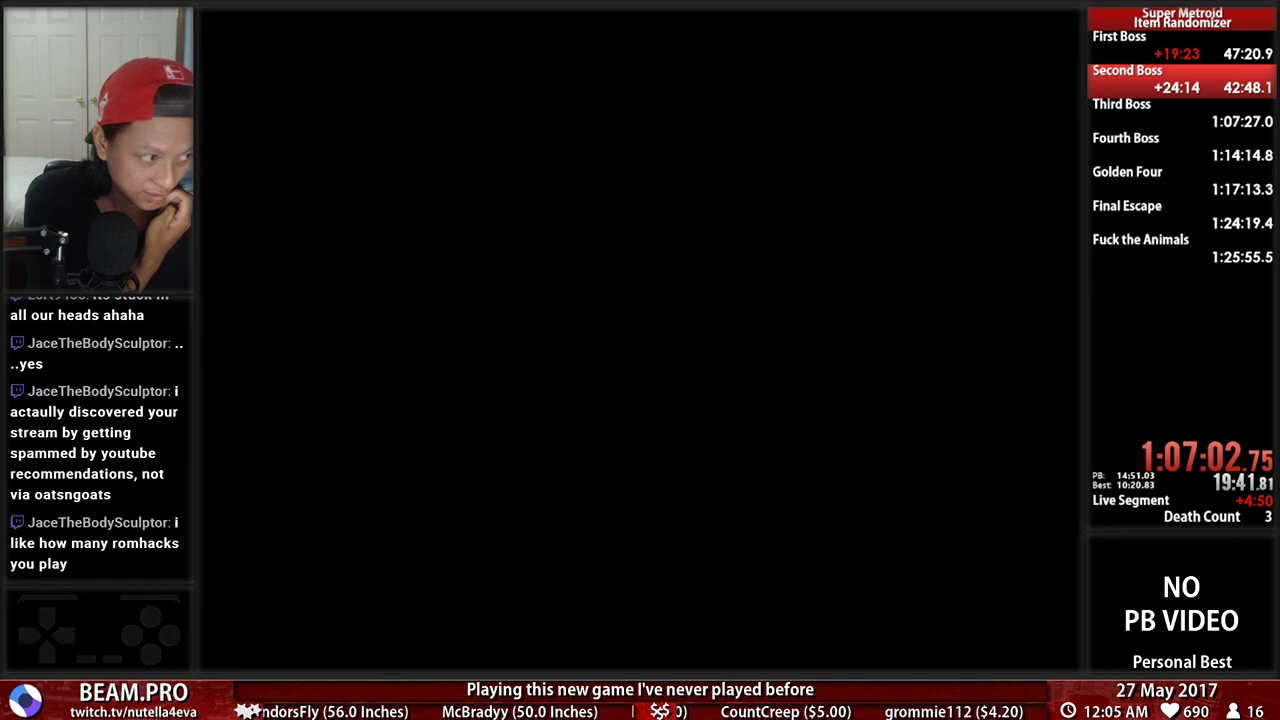 all our heads ahaha
JaceTheBodySculptor: ..
..yes
JaceTheBodySculptor: i
actaully discovered your
stream by getting
spammed by youtube
recommendations, not
via oatsngoats
JaceTheBodySculptor: i
like how many romhacks
you play
Super Metroid
Item Randomizer
First Boss
+19:23 47:20.9
Second Boss
+24:14 42:48.1
Third Boss
1:07:27.0
Fourth Boss
1:14:14.8
Golden Four
1:17:13.3
Final Escape
1:24:19.4
Fuck the Animals
1:25:55.5
1:07:02.75
PB: 14:51.03
Best: 10:20.83
19:41.81
Live Segment +4:50
Death Count 3
NO
PB VIDEO
Personal Best
BEAM.PRO
twitch.tv/nutella4eva
Playing this new game I've never played before
ndorsFly (56.0 Inches) McBradyy (50.0 Inches) | $$ 0) CountCreep ($5.00) grommie112 ($4.20)
27 May 2017
12:05 AM 690 16